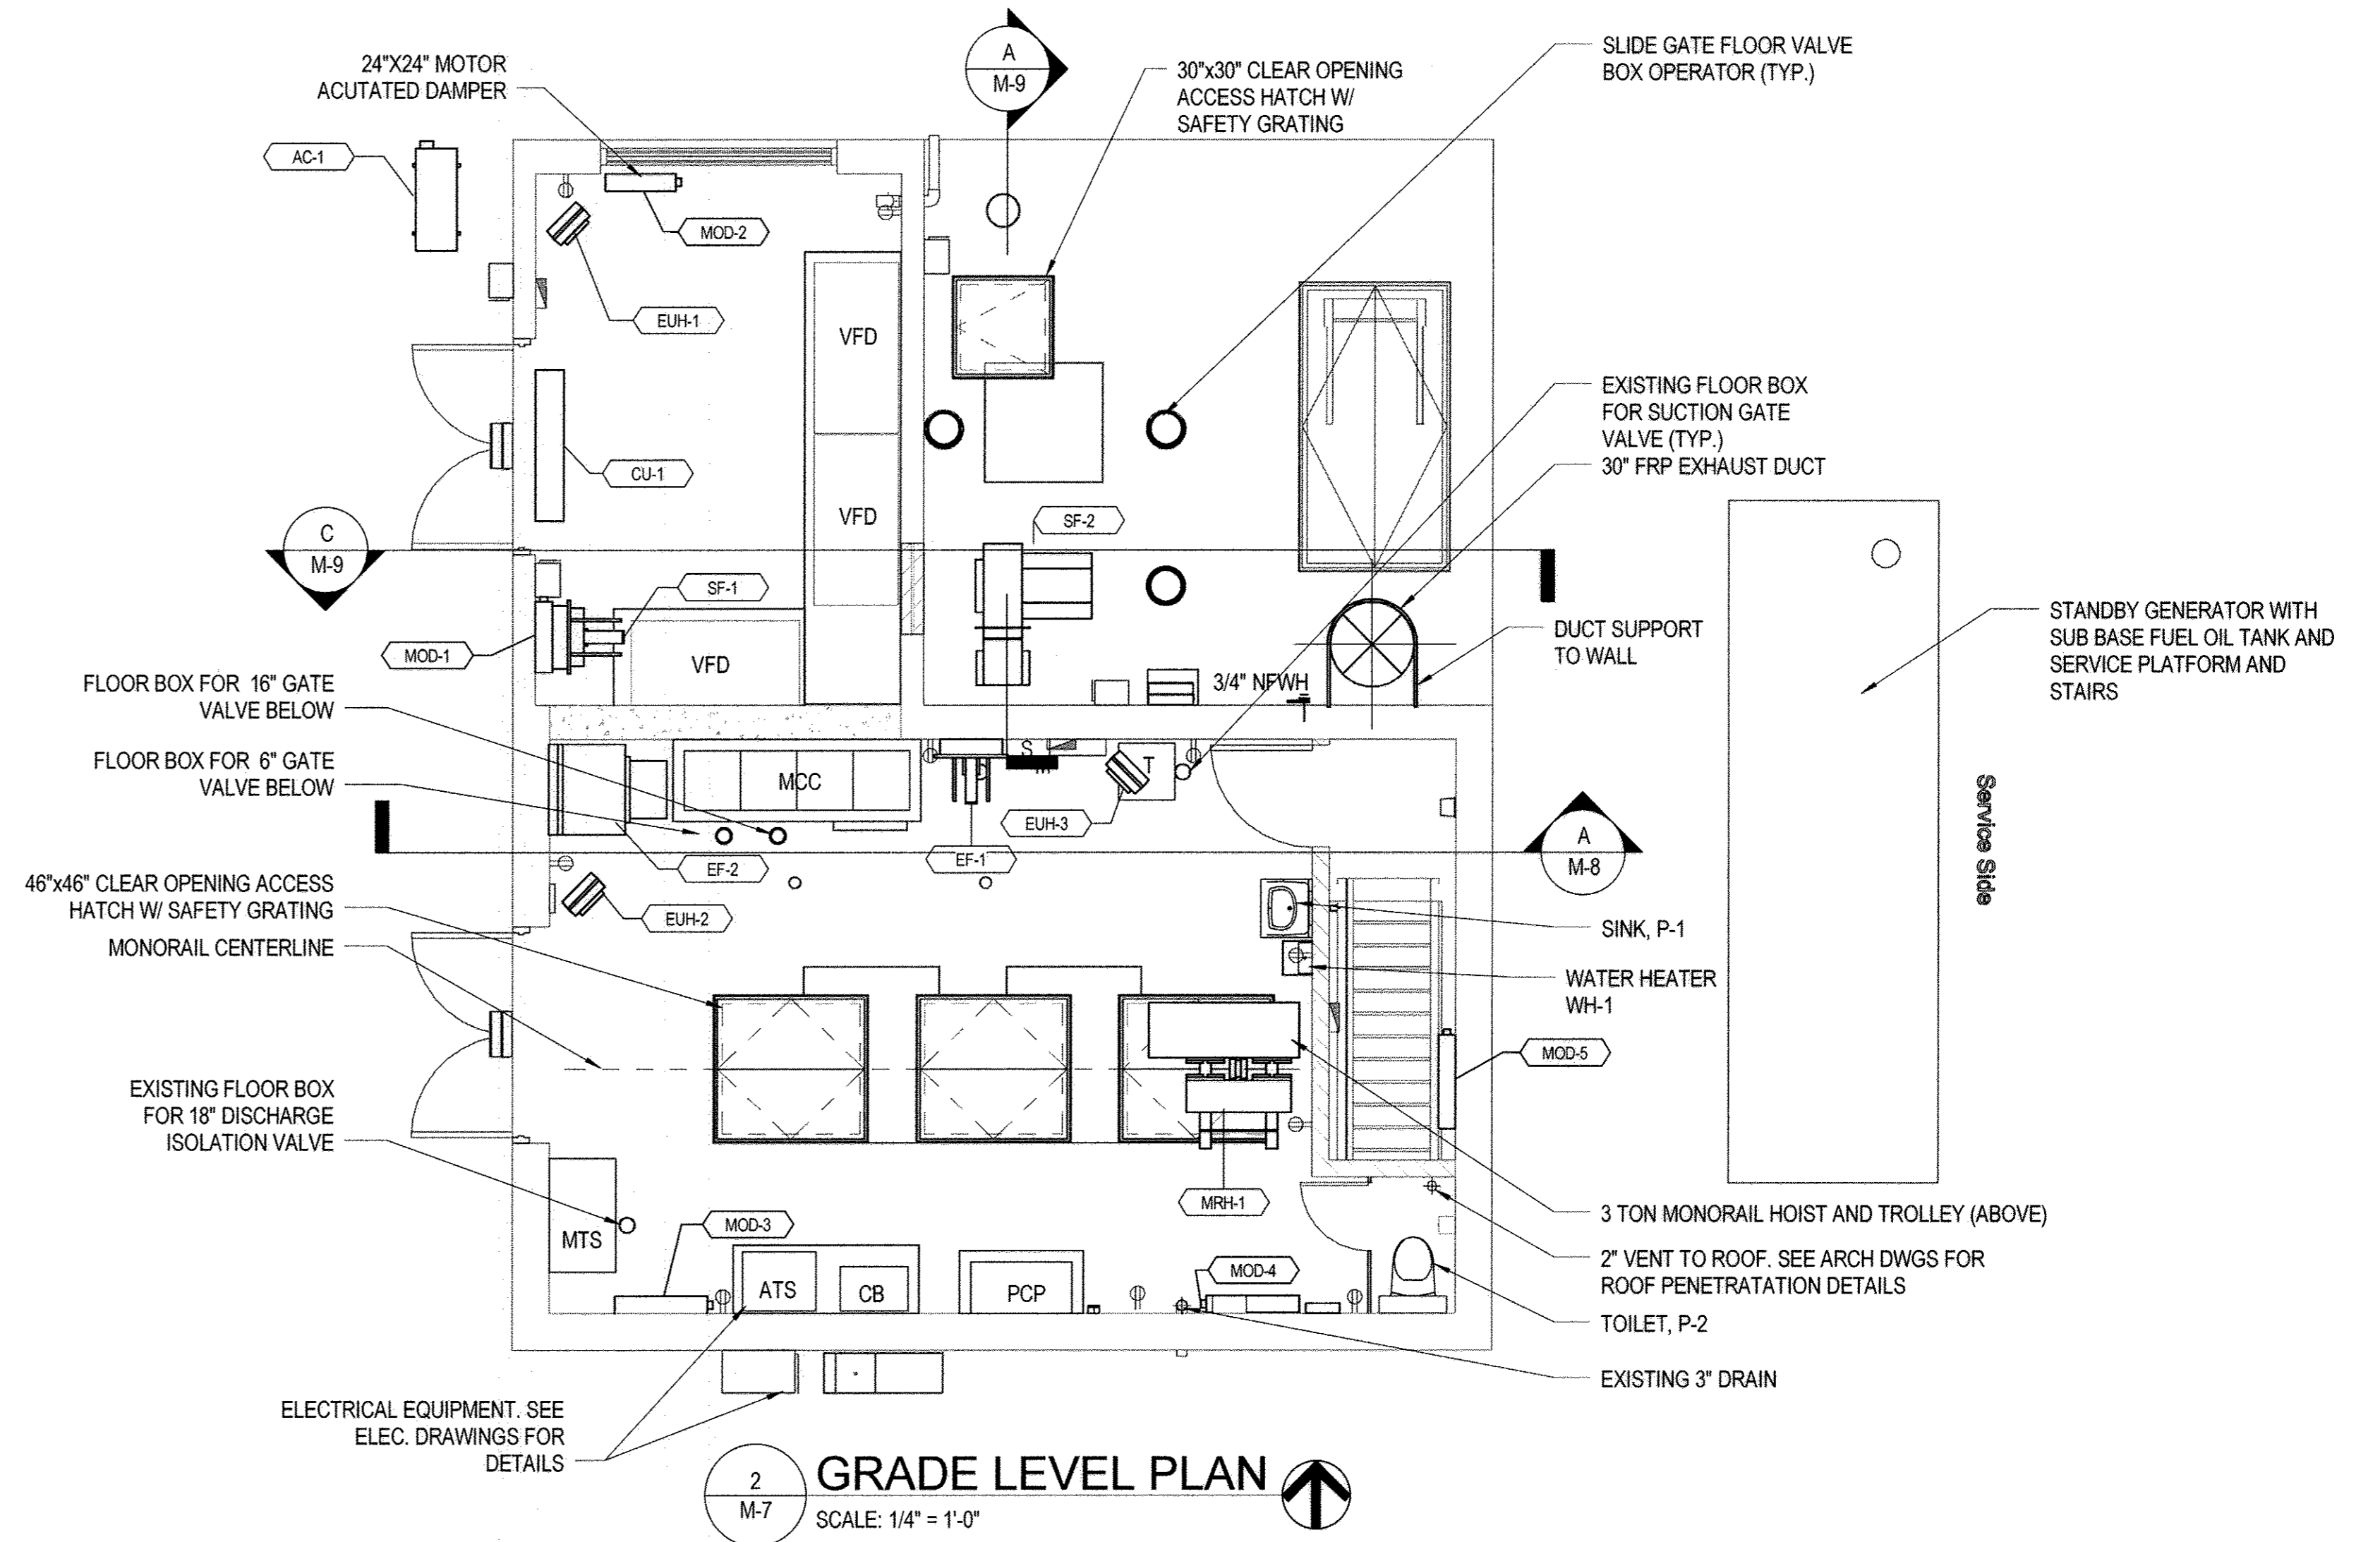 24"X24" MOTOR
ACUTATED DAMPER
A
M-9
30"x30" CLEAR OPENING
ACCESS HATCH W/
SAFETY GRATING
SLIDE GATE FLOOR VALVE
BOX OPERATOR (TYP.)
AC-1
MOD-2
EUH-1
VFD
EXISTING FLOOR BOX
FOR SUCTION GATE
VALVE (TYP.)
30" FRP EXHAUST DUCT
CU-1
VFD
SF-2
C
M-9
SF-1
MOD-1
VFD
DUCT SUPPORT
TO WALL
STANDBY GENERATOR WITH
SUB BASE FUEL OIL TANK AND
SERVICE PLATFORM AND
STAIRS
3/4" NFWH
FLOOR BOX FOR 16" GATE
VALVE BELOW
FLOOR BOX FOR 6" GATE
VALVE BELOW
MCC
S
T
EUH-3
EF-1
EF-2
A
M-8
Service Side
46"x46" CLEAR OPENING ACCESS
HATCH W/ SAFETY GRATING
EUH-2
MONORAIL CENTERLINE
SINK, P-1
WATER HEATER
WH-1
MOD-5
EXISTING FLOOR BOX
FOR 18" DISCHARGE
ISOLATION VALVE
MRH-1
3 TON MONORAIL HOIST AND TROLLEY (ABOVE)
MTS
MOD-3
ATS
CB
PCP
MOD-4
2" VENT TO ROOF. SEE ARCH DWGS FOR
ROOF PENETRATATION DETAILS
TOILET, P-2
EXISTING 3" DRAIN
ELECTRICAL EQUIPMENT. SEE
ELEC. DRAWINGS FOR
DETAILS
2
M-7
GRADE LEVEL PLAN
SCALE: 1/4" = 1'-0"